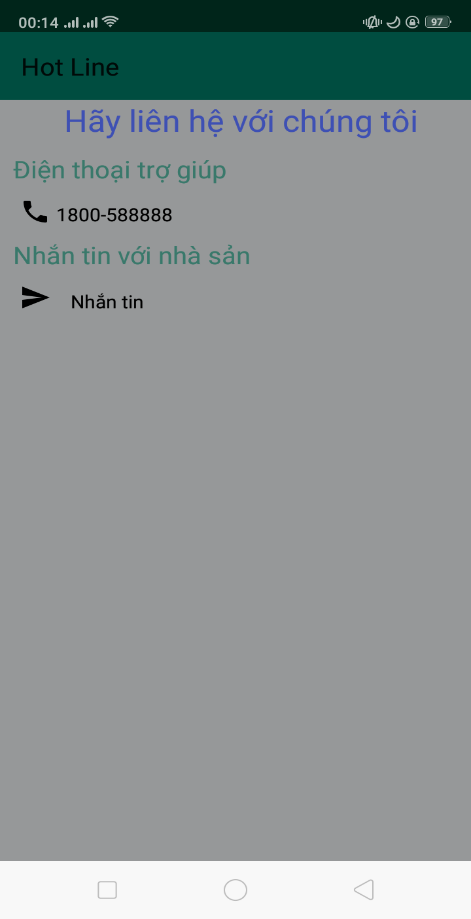 00:14
97
Hot Line
Hãy liên hệ với chúng tôi
Điện thoại trợ giúp
1800-588888
Nhắn tin với nhà sản
Nhắn tin